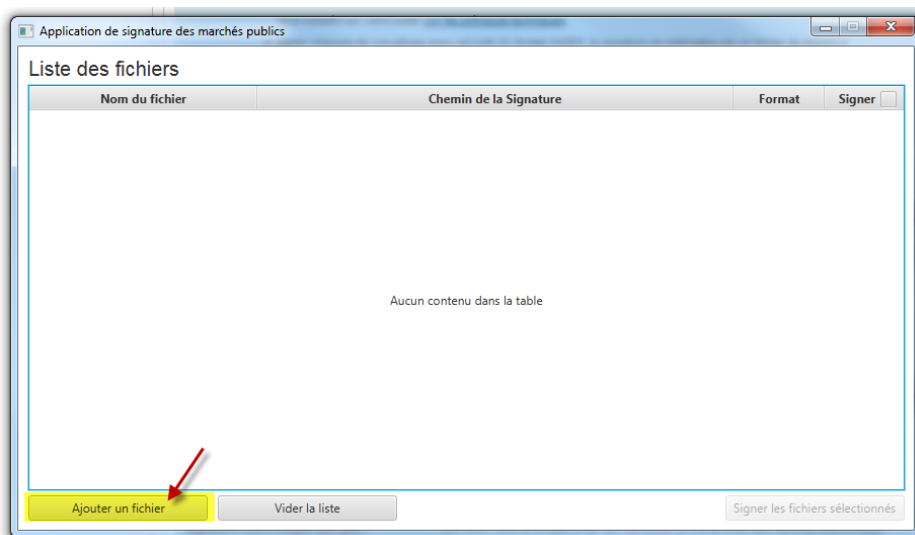 Application de signature des marchés publics
Liste des fichiers
Nom du fichier Chemin de la Signature Format Signer
Aucun contenu dans la table
Ajouter un fichier Vider la liste Signer les fichiers sélectionnés